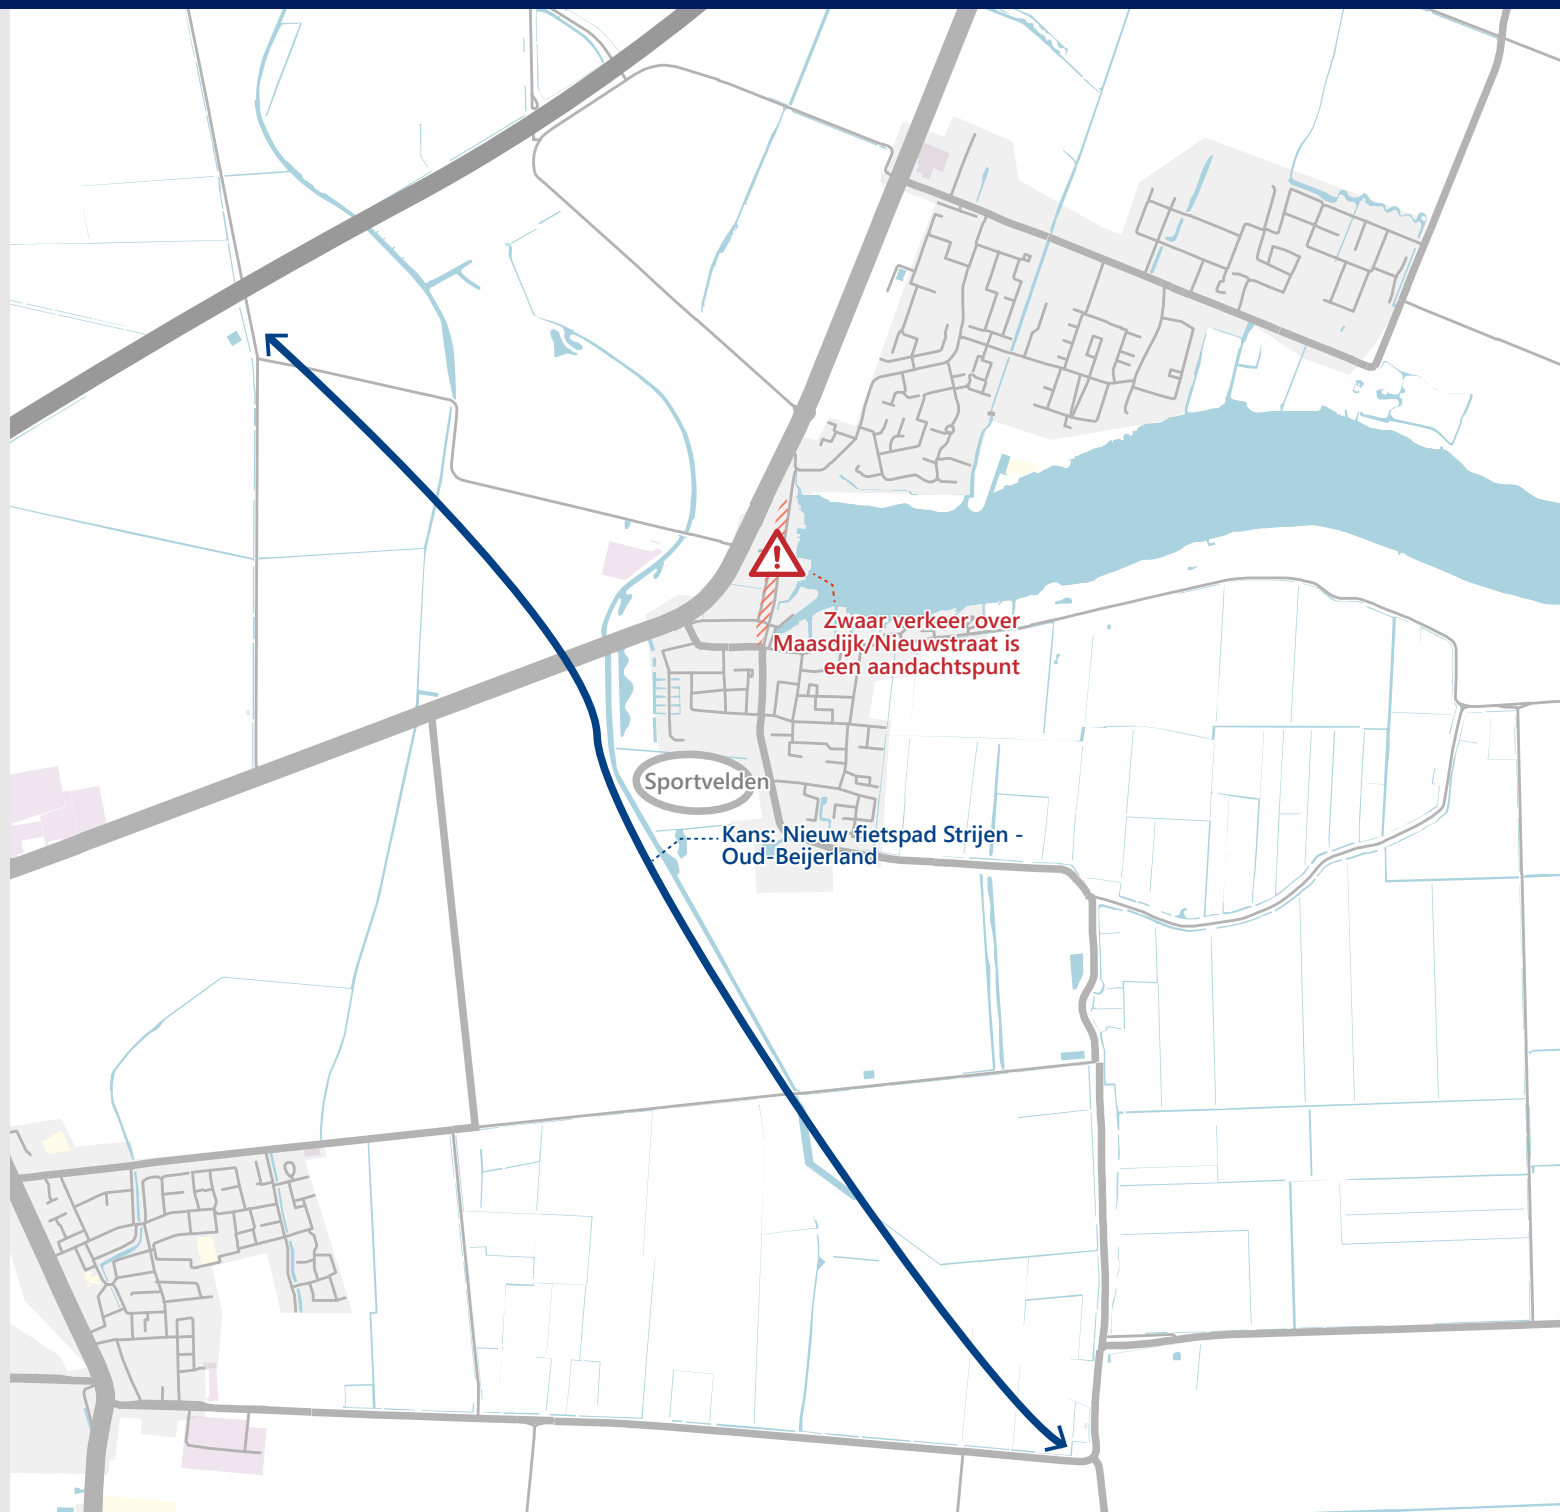 !
Zwaar verkeer over
Maasdijk/Nieuwstraat is
een aandachtspunt
Sportvelden
Kans: Nieuw fietspad Strijen -
Oud-Beijerland